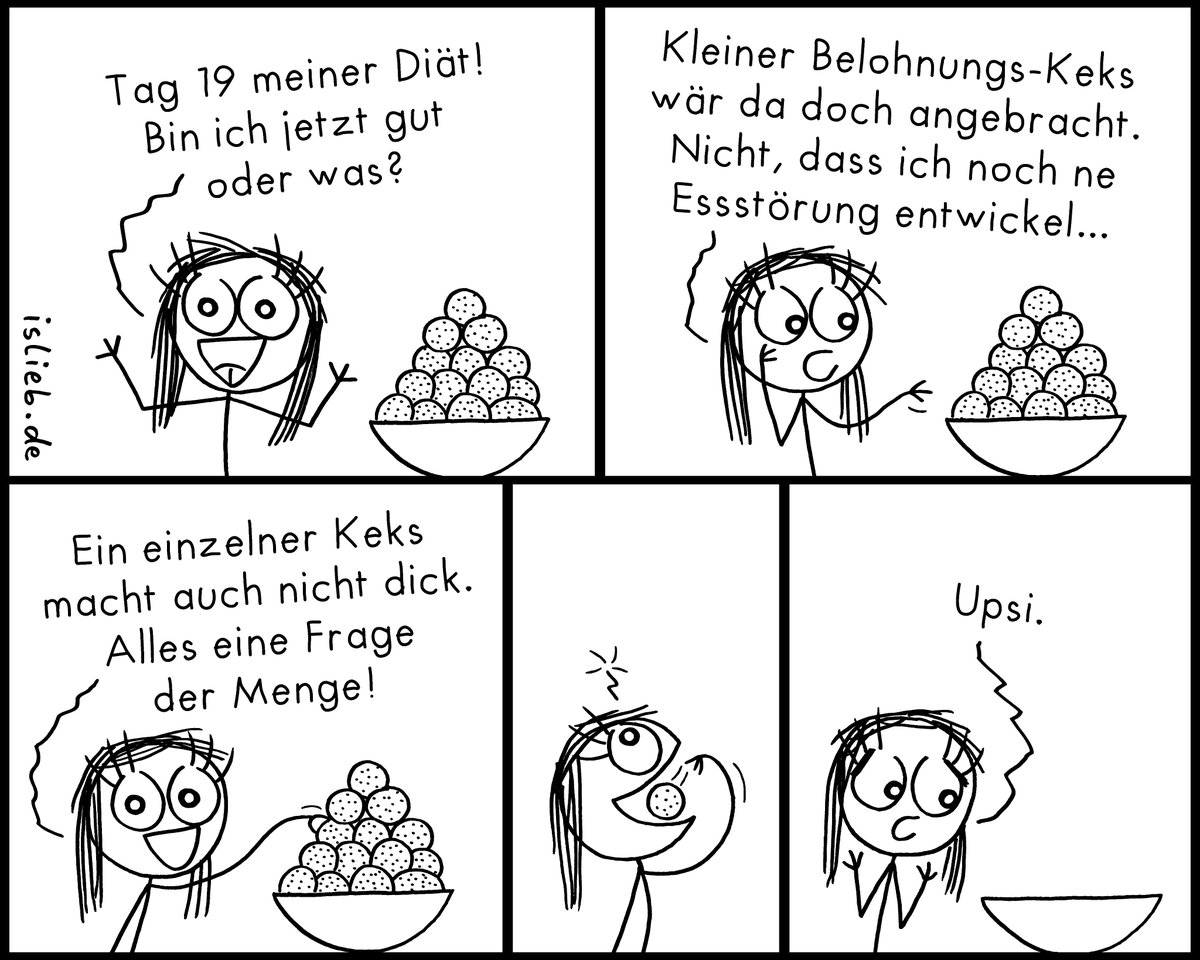 Tag 19 meiner Diät!
Bin ich jetzt gut
oder was?
islieb.de
Kleiner Belohnungs-Keks
wär da doch angebracht.
Nicht, dass ich noch ne
Essstörung entwickel...
Ein einzelner Keks
macht auch nicht dick.
Alles eine Frage
der Menge!
Upsi.